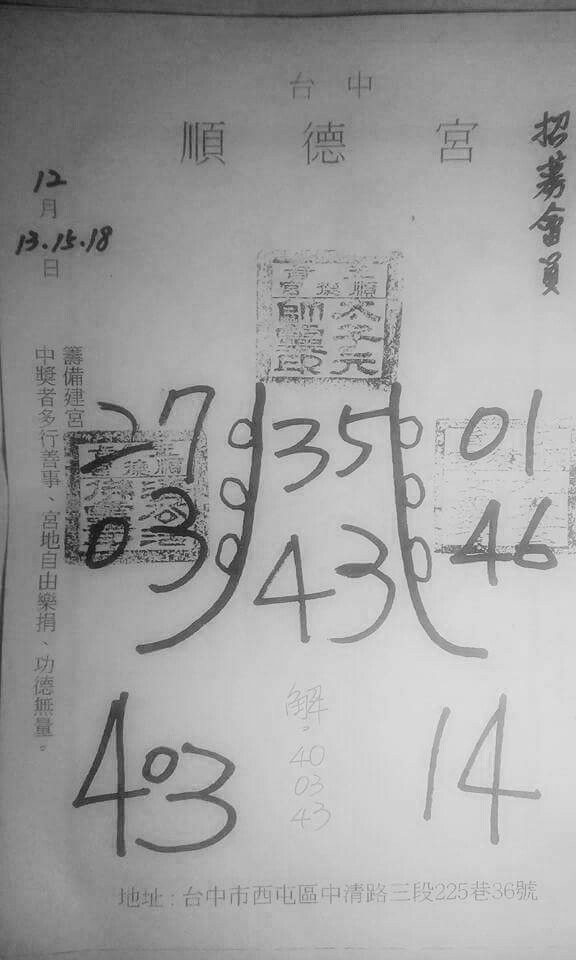 台中
順德宮
招募會員
12
月
13.15.18
日
籌備建宮
中獎者多行善事、宮地自由樂捐、功德無量。
27
35
01
03
43
46
403
解。
40
03
43
14
地址:台中市西屯區中清路三段225巷36號